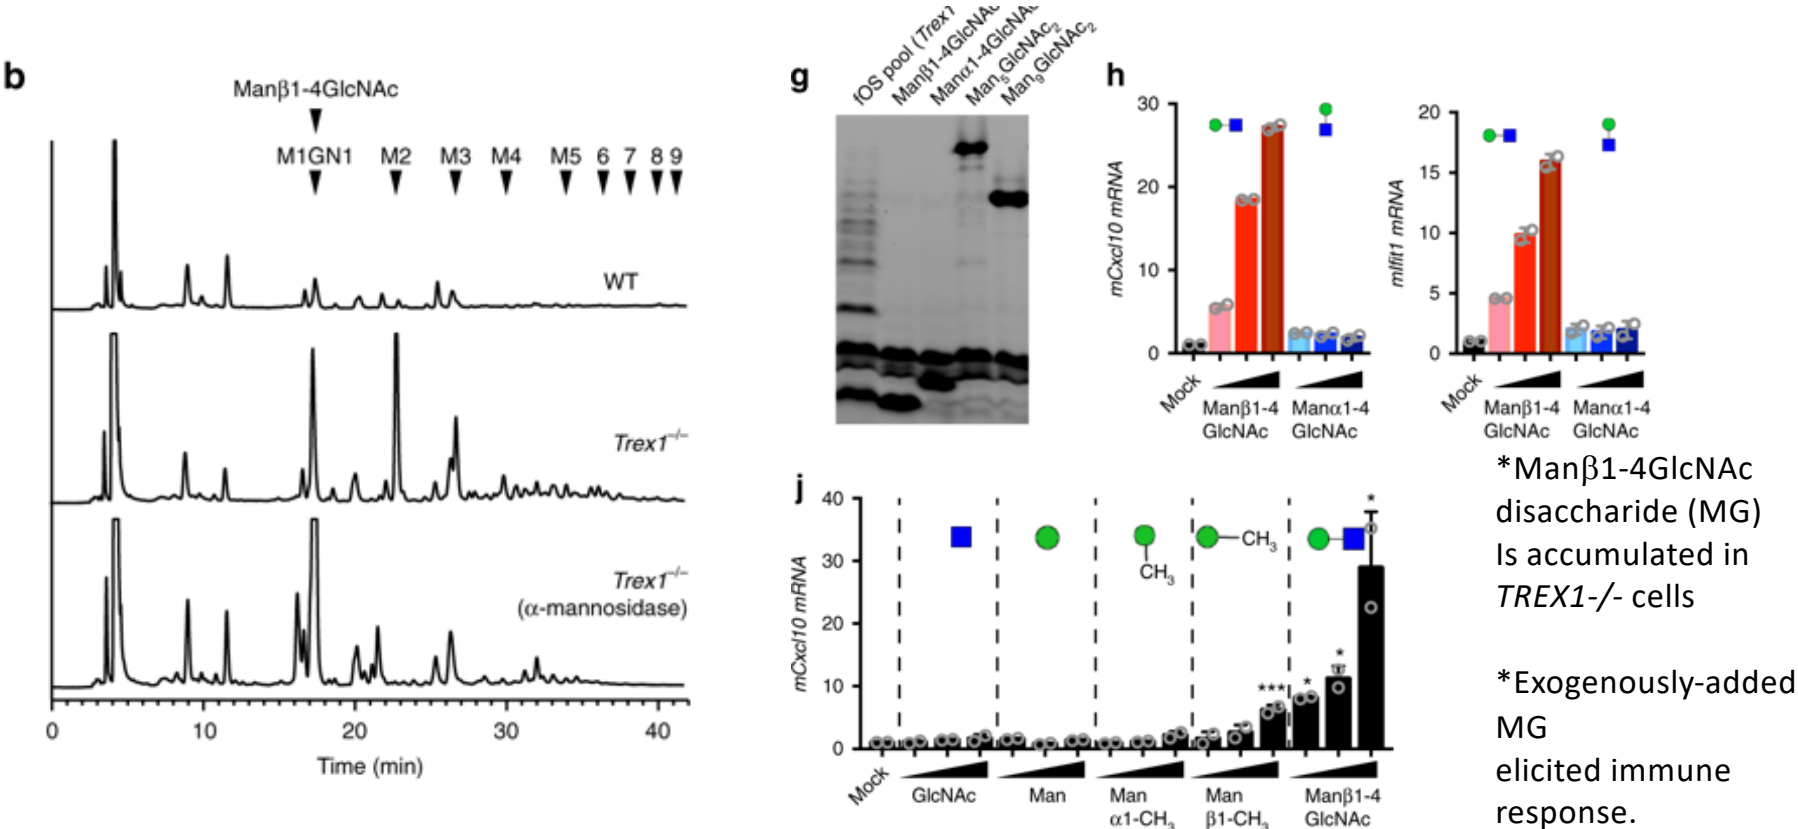 b
Manβ1-4GlcNAc
M1GN1 M2 M3 M4 M5 6 7 8 9
WT
Trex1−/−
Trex1−/−
(α-mannosidase)
0 10 20 30 40
Time (min)
g
fOS pool (Trex1
Manβ1-4GlcNAc
Manα1-4GlcNAc
Man5GlcNAc2
Man9GlcNAc2
h
mCxcl10 mRNA
30
20
10
0
Mock
Manβ1-4
GlcNAc
Manα1-4
GlcNAc
mIfit1 mRNA
20
15
10
5
0
Mock
Manβ1-4
GlcNAc
Manα1-4
GlcNAc
j
mCxcl10 mRNA
40
30
20
10
0
CH3
CH3
***
*
*
*
Mock
GlcNAc
Man
Man
α1-CH3
Man
β1-CH3
Manβ1-4
GlcNAc
*Manβ1-4GlcNAc
disaccharide (MG)
Is accumulated in
TREX1-/- cells
*Exogenously-added
MG
elicited immune
response.